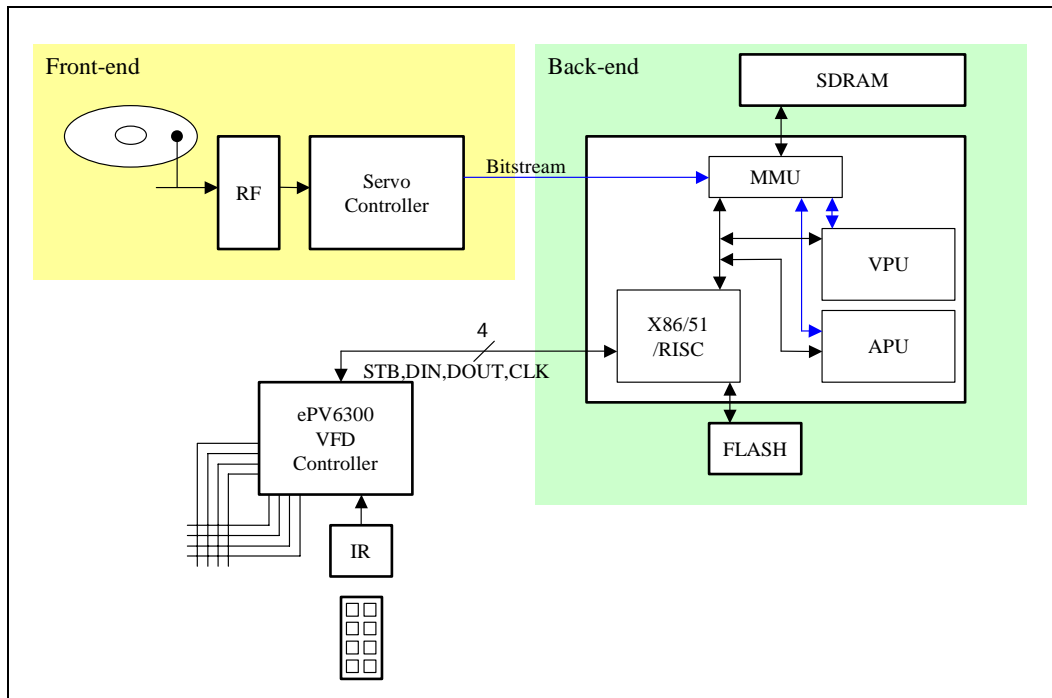 Front-end
Back-end
SDRAM
RF
Servo
Controller
Bitstream
MMU
VPU
X86/51
/RISC
APU
4
STB,DIN,DOUT,CLK
ePV6300
VFD
Controller
FLASH
IR